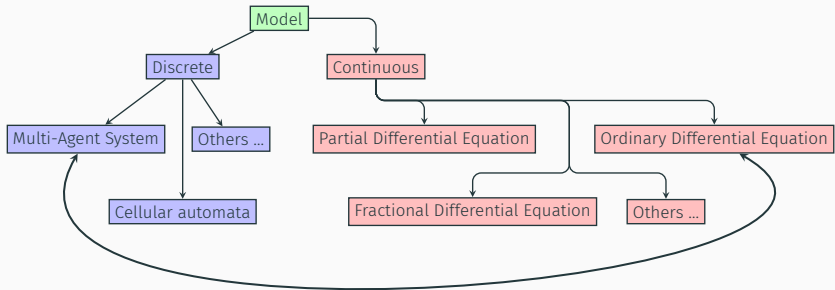 Model
Discrete
Continuous
Multi-Agent System
Others ...
Partial Differential Equation
Ordinary Differential Equation
Cellular automata
Fractional Differential Equation
Others ...